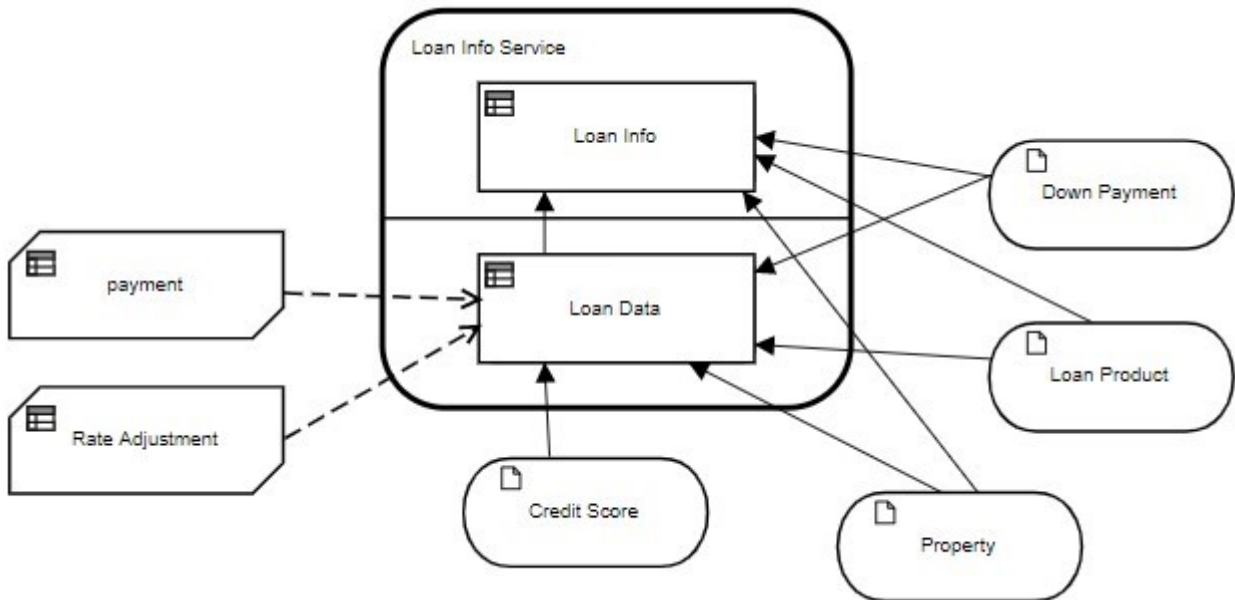 Loan Info Service
Loan Info
Down Payment
payment
Loan Data
Loan Product
Rate Adjustment
Credit Score
Property